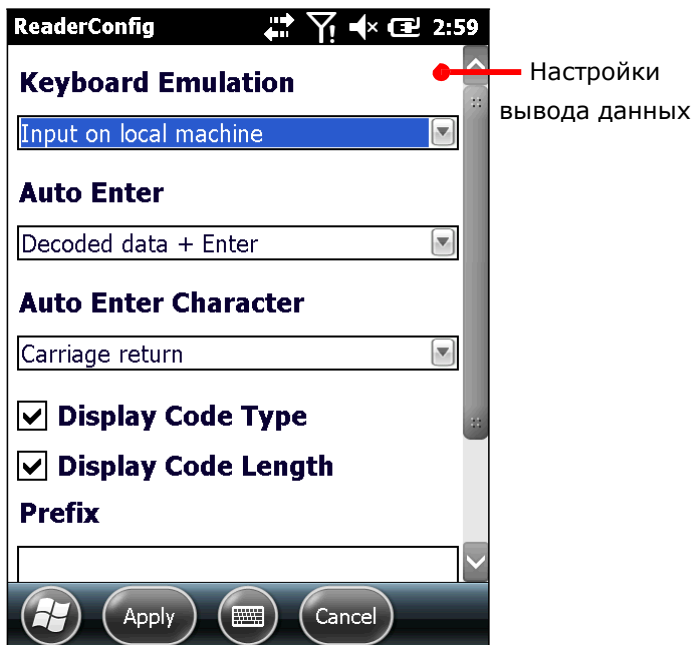 ReaderConfig 2:59
Keyboard Emulation
Настройки
вывода данных
Input on local machine
Auto Enter
Decoded data + Enter
Auto Enter Character
Carriage return
Display Code Type
Display Code Length
Prefix
Apply Cancel